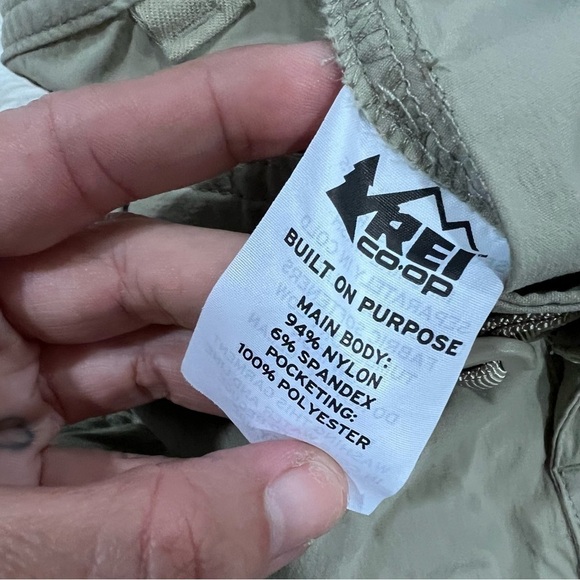 REI
CO·OP
BUILT ON PURPOSE
MAIN BODY:
94% NYLON
6% SPANDEX
POCKETING:
100% POLYESTER